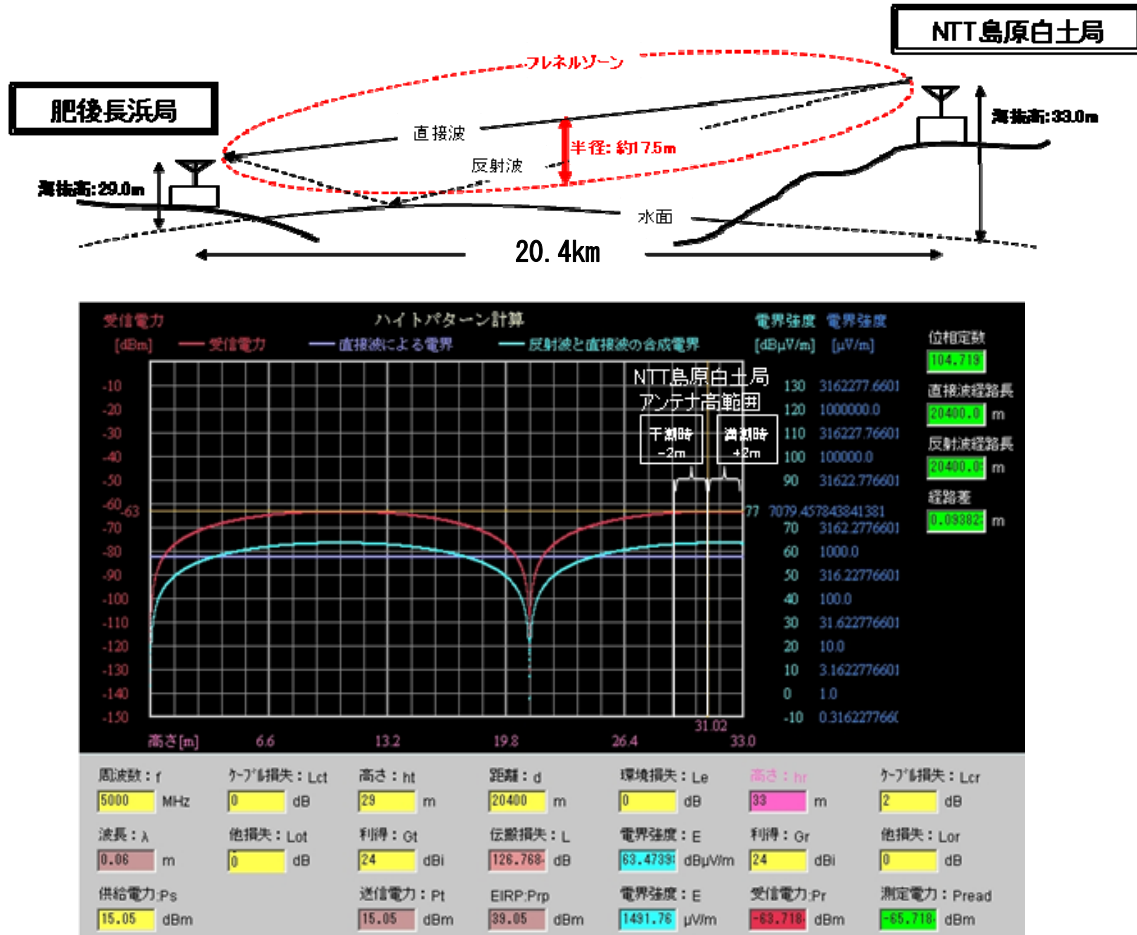 NTT島原白土局
フレネルゾーン
肥後長浜局
直接波
海抜高:33.0m
反射波
半径:約17.5m
海抜高:29.0m
水面
20.4km
受信電力
[dBm]
ハイトパターン計算
電界強度 電界強度
[dBμV/m] [μV/m]
受信電力
直接波による電界
反射波と直接波の合成電界
位相定数
104.719
直接波経路長
20400.0 m
反射波経路長
20400.0 m
経路差
0.0938 m
NTT島原白土局
アンテナ高範囲
干潮時
-2m
満潮時
+2m
-10 130 3162277.6601
-20 120 1000000.0
-30 110 316227.76601
-40 100 100000.0
-50 90 31622.776601
-60
-63 77 7079.457843841381
-70 70 3162.2776601
-80 60 1000.0
-90 50 316.22776601
-100 40 100.0
-110 30 31.622776601
-120 20 10.0
-130 10 3.1622776601
-140 0 1.0
-150 -10 0.316227766
31.02
高さ[m] 6.6 13.2 19.8 26.4 33.0
周波数:f ケーブル損失:Lct 高さ:ht 距離:d 環境損失:Le 高さ:hr ケーブル損失:Lcr
5000 MHz 0 dB 29 m 20400 m 0 dB 33 m 2 dB
波長:λ 他損失:Lot 利得:Gt 伝搬損失:L 電界強度:E 利得:Gr 他損失:Lor
0.06 m 0 dB 24 dBi 126.768 dB 63.4739 dBμV/m 24 dBi 0 dB
供給電力:Ps 送信電力:Pt EIRP:Prp 電界強度:E 受信電力:Pr 測定電力:Pread
15.05 dBm 15.05 dBm 39.05 dBm 1491.76 μV/m -63.718 dBm -65.718 dBm